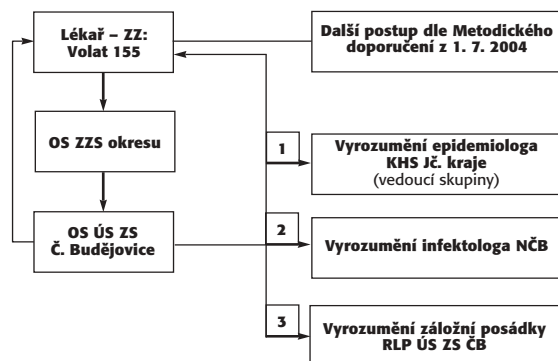 Lékař – ZZ:
Volat 155
Další postup dle Metodického
doporučení z 1. 7. 2004
OS ZZS okresu
1
Vyrozumění epidemiologa
KHS Jč. kraje
(vedoucí skupiny)
OS ÚS ZS
Č. Budějovice
2
Vyrozumění infektologa NČB
3
Vyrozumění záložní posádky
RLP ÚS ZS ČB